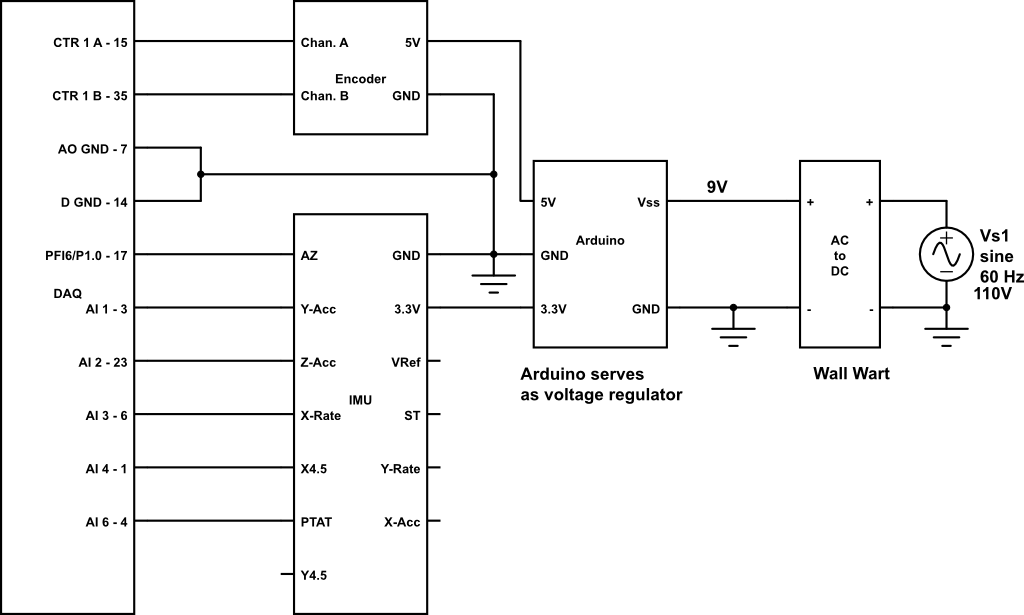 CTR 1 A - 15
Chan. A
5V
Encoder
CTR 1 B - 35
Chan. B
GND
AO GND - 7
D GND - 14
5V
Vss
9V
+
+
Arduino
AC
to
DC
+
–
Vs1
sine
60 Hz
110V
PFI6/P1.0 - 17
AZ
GND
GND
DAQ
AI 1 - 3
Y-Acc
3.3V
3.3V
GND
-
-
AI 2 - 23
Z-Acc
VRef
Arduino serves
as voltage regulator
Wall Wart
IMU
AI 3 - 6
X-Rate
ST
AI 4 - 1
X4.5
Y-Rate
AI 6 - 4
PTAT
X-Acc
Y4.5